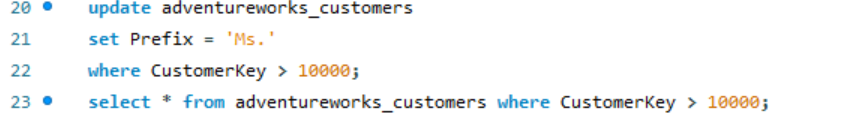 20 update adventureworks_customers
21 set Prefix = 'Ms.'
22 where CustomerKey > 10000;
23 select * from adventureworks_customers where CustomerKey > 10000;